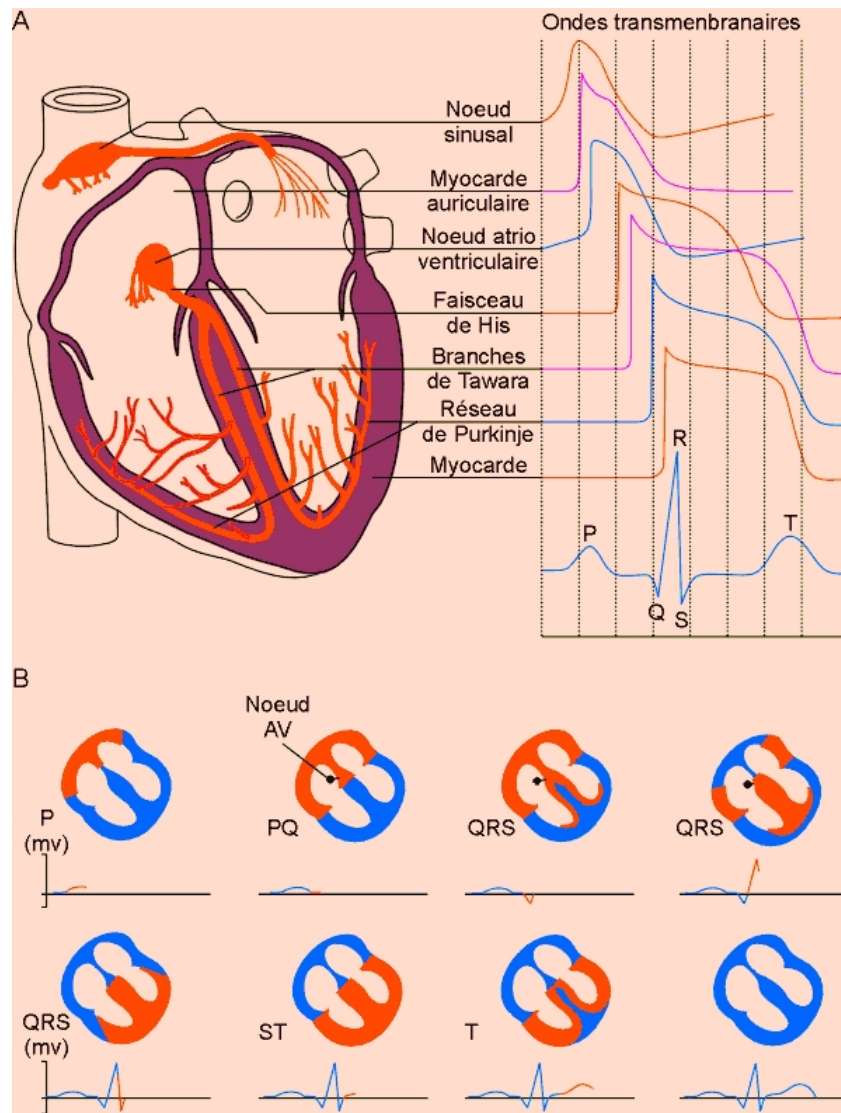 A
Ondes transmenbranaires
Noeud
sinusal
Myocarde
auriculaire
Noeud atrio
ventriculaire
Faisceau
de His
Branches
de Tawara
Réseau
de Purkinje
Myocarde
R
P
T
Q
S
B
Noeud
AV
P
(mv)
PQ
QRS
QRS
QRS
(mv)
ST
T